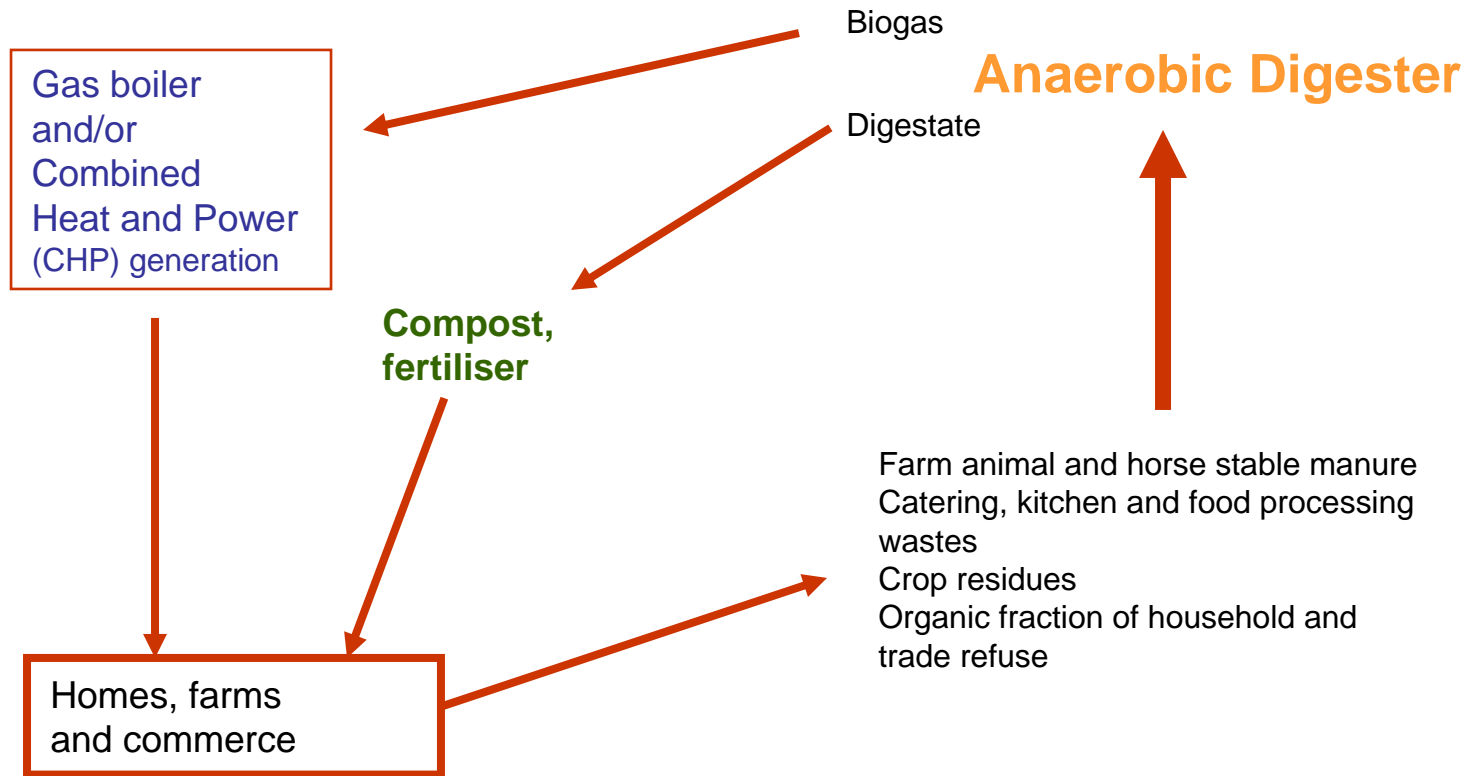 Biogas
Anaerobic Digester
Digestate
Gas boiler
and/or
Combined
Heat and Power
(CHP) generation
Compost,
fertiliser
Farm animal and horse stable manure
Catering, kitchen and food processing
wastes
Crop residues
Organic fraction of household and
trade refuse
Homes, farms
and commerce